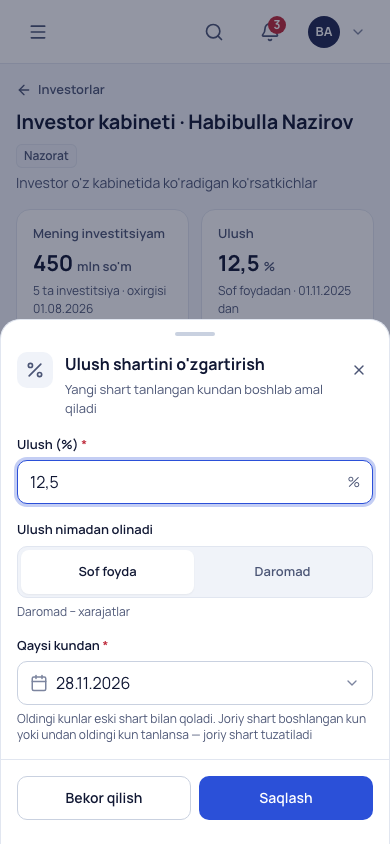 3
BA
Investorlar
Investor kabineti · Habibulla Nazirov
Nazorat
Investor o'z kabinetida ko'radigan ko'rsatkichlar
Mening investitsiyam
450 mln so'm
5 ta investitsiya · oxirgisi
01.08.2026
Ulush
12,5 %
Sof foydadan · 01.11.2025
dan
Ulush shartini o'zgartirish
Yangi shart tanlangan kundan boshlab amal
qiladi
Ulush (%) *
12,5 %
Ulush nimadan olinadi
Sof foyda Daromad
Daromad − xarajatlar
Qaysi kundan *
28.11.2026
Oldingi kunlar eski shart bilan qoladi. Joriy shart boshlangan kun
yoki undan oldingi kun tanlansa — joriy shart tuzatiladi
Bekor qilish Saqlash